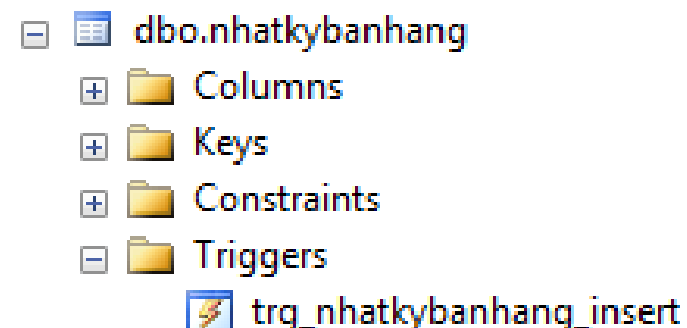 dbo.nhatkybanhang
Columns
Keys
Constraints
Triggers
trg_nhatkybanhang_insert